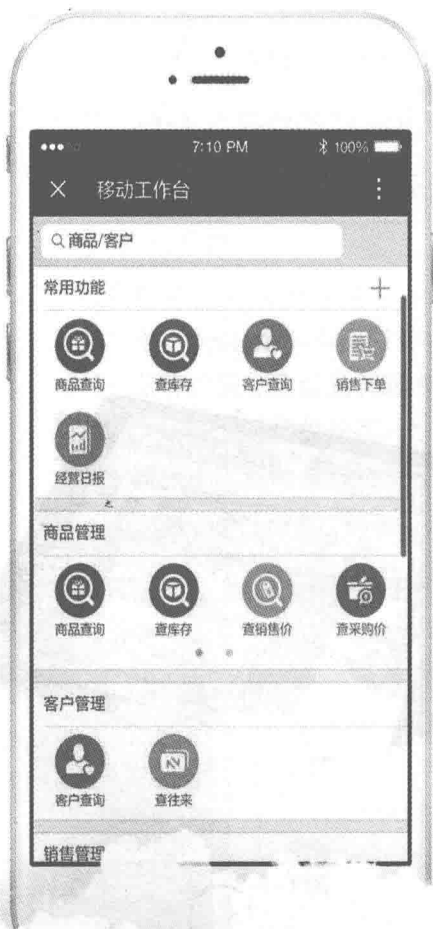 7:10 PM 100%
移动工作台
商品/客户
常用功能
商品查询 查库存 客户查询 销售下单
经营日报
商品管理
商品查询 查库存 查销售价 查采购价
客户管理
客户查询 查往来
销售管理